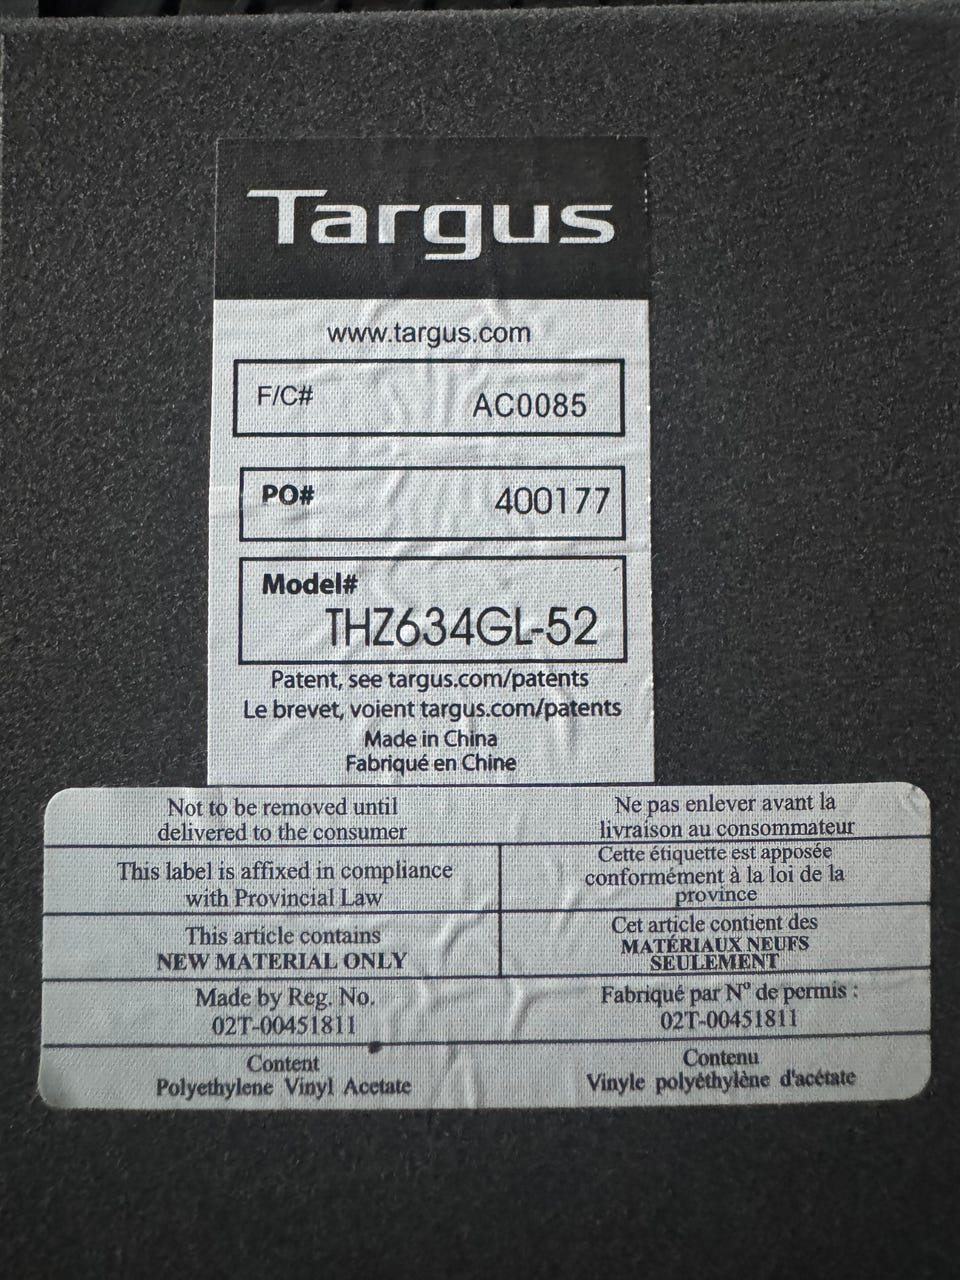 Targus
www.targus.com
F/C# AC0085
PO# 400177
Model#
THZ634GL-52
Patent, see targus.com/patents
Le brevet, voient targus.com/patents
Made in China
Fabriqué en Chine
Not to be removed until
delivered to the consumer
Ne pas enlever avant la
livraison au consommateur
This label is affixed in compliance
with Provincial Law
Cette étiquette est apposée
conformément à la loi de la
province
This article contains
NEW MATERIAL ONLY
Cet article contient des
MATÉRIAUX NEUFS
SEULEMENT
Made by Reg. No.
02T-00451811
Fabriqué par Nº de permis :
02T-00451811
Content
Polyethylene Vinyl Acetate
Contenu
Vinyle polyéthylène d'acétate